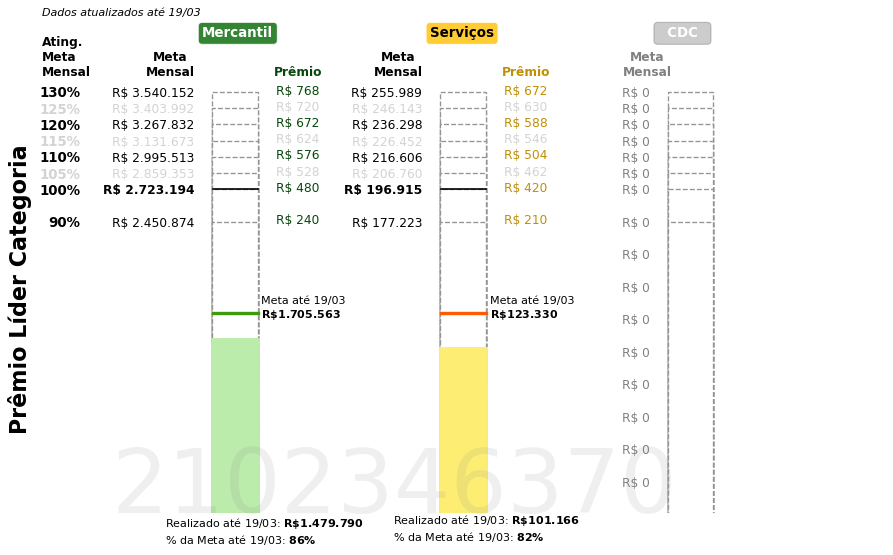 Dados atualizados até 19/03
Mercantil Serviços CDC
Ating.
Meta
Mensal
Meta
Mensal
Prêmio
Meta
Mensal
Prêmio
Meta
Mensal
130% R$ 3.540.152 R$ 768 R$ 255.989 R$ 672 R$ 0
125% R$ 3.403.992 R$ 720 R$ 246.143 R$ 630 R$ 0
120% R$ 3.267.832 R$ 672 R$ 236.298 R$ 588 R$ 0
115% R$ 3.131.673 R$ 624 R$ 226.452 R$ 546 R$ 0
110% R$ 2.995.513 R$ 576 R$ 216.606 R$ 504 R$ 0
105% R$ 2.859.353 R$ 528 R$ 206.760 R$ 462 R$ 0
100% R$ 2.723.194 R$ 480 R$ 196.915 R$ 420 R$ 0
90% R$ 2.450.874 R$ 240 R$ 177.223 R$ 210 R$ 0
R$ 0
R$ 0
R$ 0
R$ 0
R$ 0
R$ 0
R$ 0
R$ 0
Meta até 19/03
R$1.705.563
Meta até 19/03
R$123.330
Prêmio Líder Categoria
2102346370
Realizado até 19/03: R$1.479.790
% da Meta até 19/03: 86%
Realizado até 19/03: R$101.166
% da Meta até 19/03: 82%